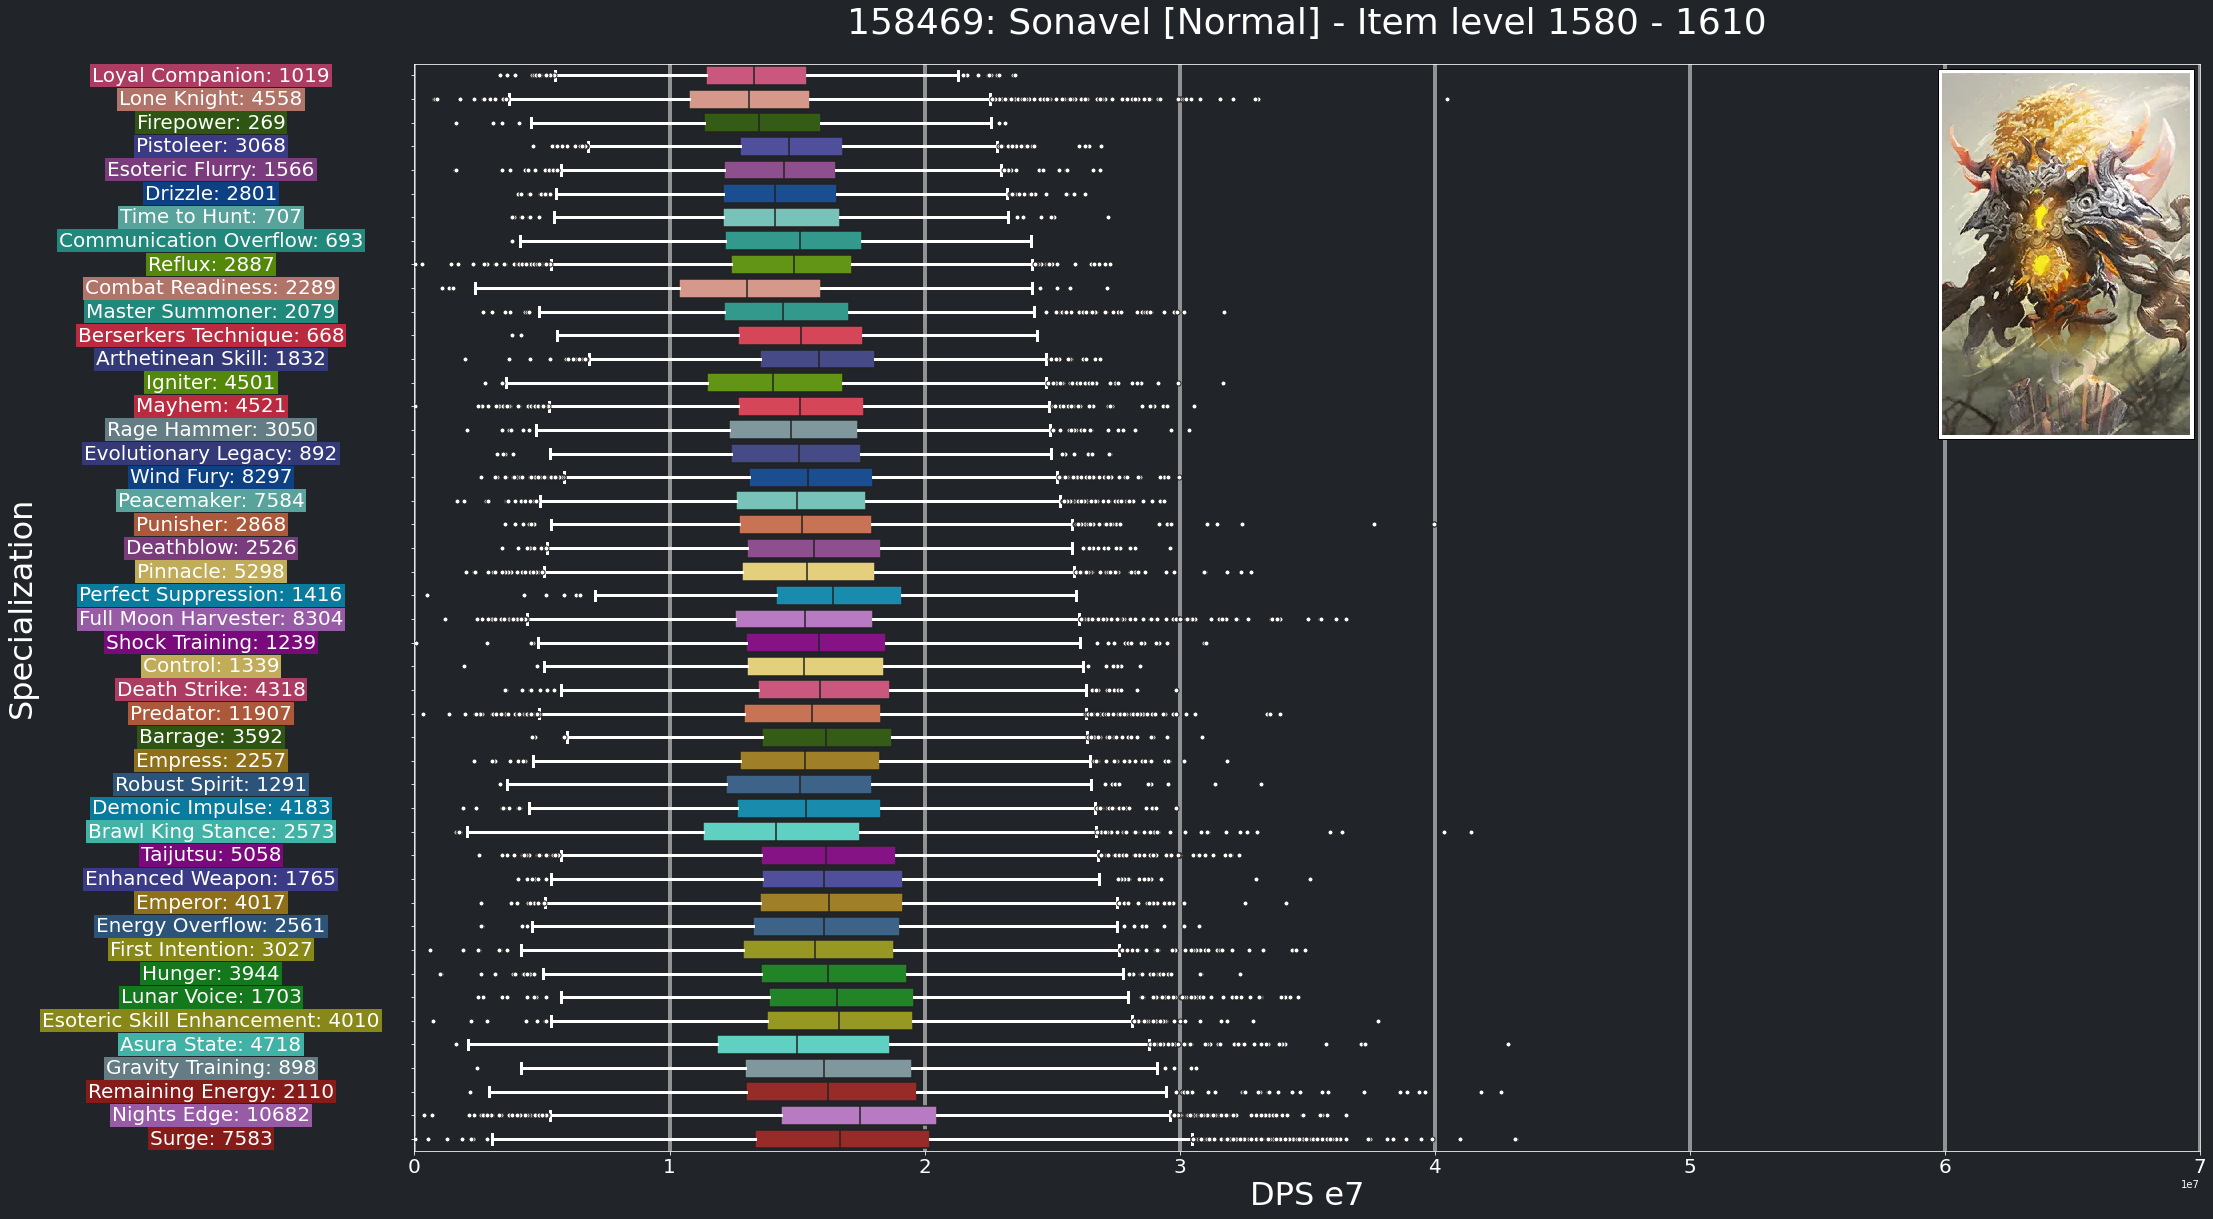 158469: Sonavel [Normal] - Item level 1580 - 1610
Loyal Companion: 1019
Lone Knight: 4558
Firepower: 269
Pistoleer: 3068
Esoteric Flurry: 1566
Drizzle: 2801
Time to Hunt: 707
Communication Overflow: 693
Reflux: 2887
Combat Readiness: 2289
Master Summoner: 2079
Berserkers Technique: 668
Arthetinean Skill: 1832
Igniter: 4501
Mayhem: 4521
Rage Hammer: 3050
Evolutionary Legacy: 892
Wind Fury: 8297
Peacemaker: 7584
Punisher: 2868
Deathblow: 2526
Pinnacle: 5298
Perfect Suppression: 1416
Full Moon Harvester: 8304
Shock Training: 1239
Control: 1339
Death Strike: 4318
Predator: 11907
Barrage: 3592
Empress: 2257
Robust Spirit: 1291
Demonic Impulse: 4183
Brawl King Stance: 2573
Taijutsu: 5058
Enhanced Weapon: 1765
Emperor: 4017
Energy Overflow: 2561
First Intention: 3027
Hunger: 3944
Lunar Voice: 1703
Esoteric Skill Enhancement: 4010
Asura State: 4718
Gravity Training: 898
Remaining Energy: 2110
Nights Edge: 10682
Surge: 7583
Specialization
0 1 2 3 4 5 6 7
1e7
DPS e7